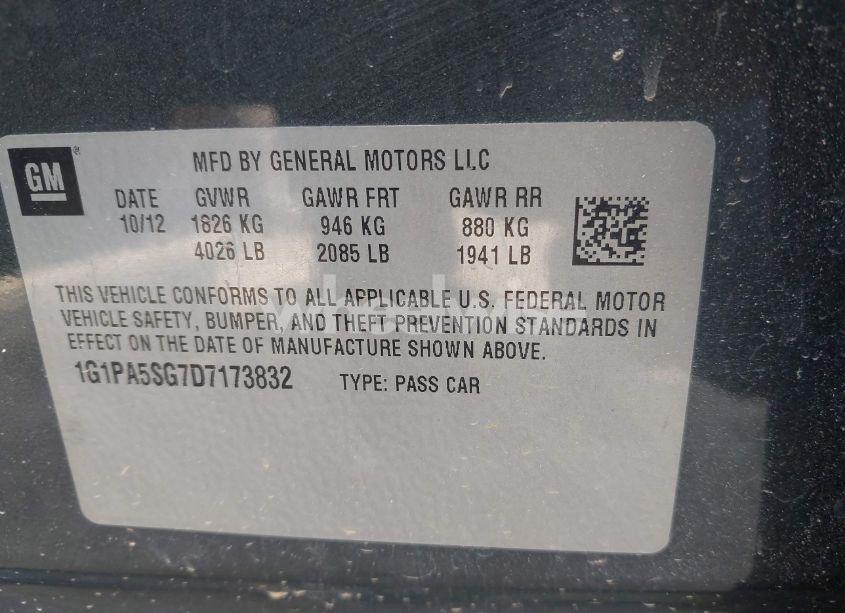 GM
MFD BY GENERAL MOTORS LLC
DATE GVWR GAWR FRT GAWR RR
10/12 1826 KG 946 KG 880 KG
4026 LB 2085 LB 1941 LB
THIS VEHICLE CONFORMS TO ALL APPLICABLE U.S. FEDERAL MOTOR
VEHICLE SAFETY, BUMPER, AND THEFT PREVENTION STANDARDS IN
EFFECT ON THE DATE OF MANUFACTURE SHOWN ABOVE.
1G1PA5SG7D7173832 TYPE: PASS CAR